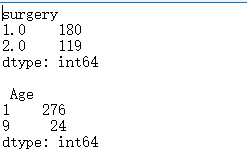 surgery
1.0    180
2.0    119
dtype: int64

 Age
1    276
9     24
dtype: int64